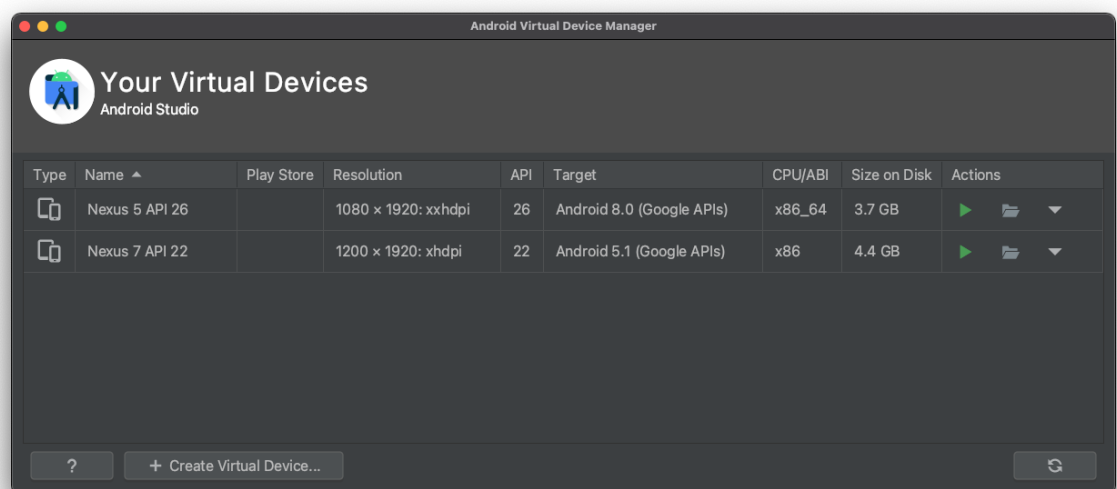 Android Virtual Device Manager
Your Virtual Devices
Android Studio
Type Name Play Store Resolution API Target CPU/ABI Size on Disk Actions
Nexus 5 API 26 1080 × 1920: xxhdpi 26 Android 8.0 (Google APIs) x86_64 3.7 GB
Nexus 7 API 22 1200 × 1920: xhdpi 22 Android 5.1 (Google APIs) x86 4.4 GB
? + Create Virtual Device...